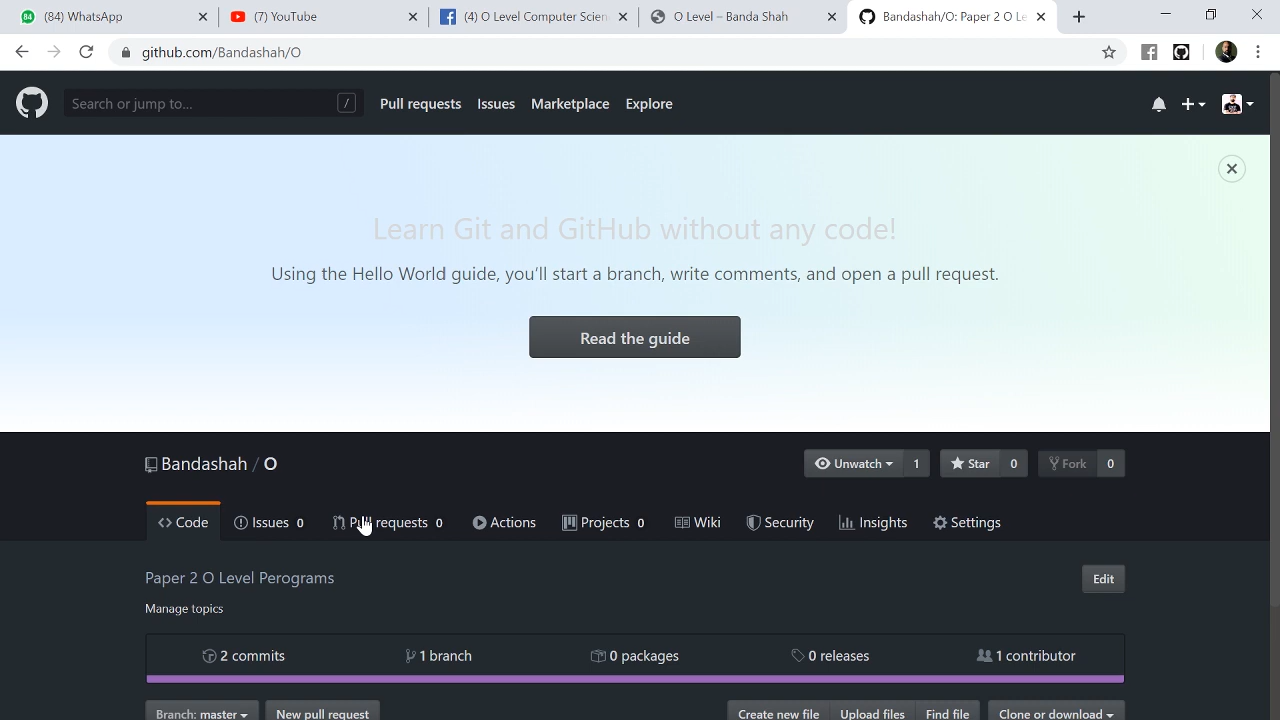 84 (84) WhatsApp
(7) YouTube
(4) O Level Computer Scien
O Level – Banda Shah
Bandashah/O: Paper 2 O Le
github.com/Bandashah/O
Search or jump to... /
Pull requests
Issues
Marketplace
Explore
Learn Git and GitHub without any code!
Using the Hello World guide, you'll start a branch, write comments, and open a pull request.
Read the guide
Bandashah / O
Unwatch 1
Star 0
Fork 0
Code
Issues 0
Pull requests 0
Actions
Projects 0
Wiki
Security
Insights
Settings
Paper 2 O Level Perograms
Edit
Manage topics
2 commits
1 branch
0 packages
0 releases
1 contributor
Branch: master
New pull request
Create new file
Upload files
Find file
Clone or download